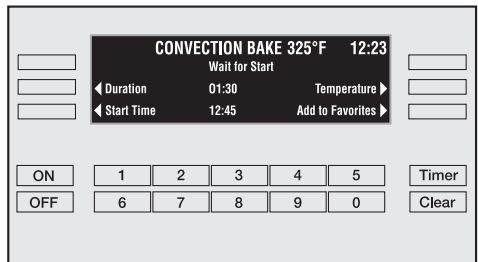 CONVECTION BAKE 325°F 12:23
Wait for Start
Duration 01:30 Temperature
Start Time 12:45 Add to Favorites
ON 1 2 3 4 5 Timer
OFF 6 7 8 9 0 Clear